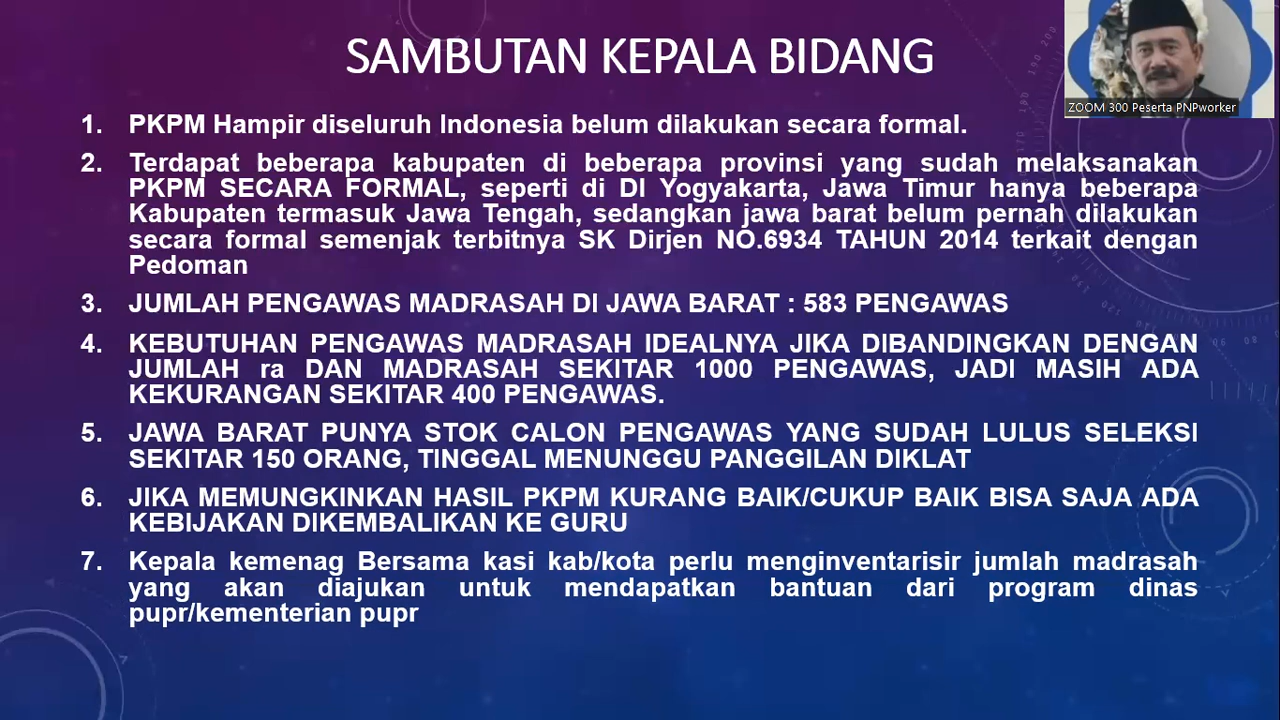 SAMBUTAN KEPALA BIDANG
ZOOM 300 Peserta PNPworker
1. PKPM Hampir diseluruh Indonesia belum dilakukan secara formal.
2. Terdapat beberapa kabupaten di beberapa provinsi yang sudah melaksanakan
PKPM SECARA FORMAL, seperti di DI Yogyakarta, Jawa Timur hanya beberapa
Kabupaten termasuk Jawa Tengah, sedangkan jawa barat belum pernah dilakukan
secara formal semenjak terbitnya SK Dirjen NO.6934 TAHUN 2014 terkait dengan
Pedoman
3. JUMLAH PENGAWAS MADRASAH DI JAWA BARAT : 583 PENGAWAS
4. KEBUTUHAN PENGAWAS MADRASAH IDEALNYA JIKA DIBANDINGKAN DENGAN
JUMLAH ra DAN MADRASAH SEKITAR 1000 PENGAWAS, JADI MASIH ADA
KEKURANGAN SEKITAR 400 PENGAWAS.
5. JAWA BARAT PUNYA STOK CALON PENGAWAS YANG SUDAH LULUS SELEKSI
SEKITAR 150 ORANG, TINGGAL MENUNGGU PANGGILAN DIKLAT
6. JIKA MEMUNGKINKAN HASIL PKPM KURANG BAIK/CUKUP BAIK BISA SAJA ADA
KEBIJAKAN DIKEMBALIKAN KE GURU
7. Kepala kemenag Bersama kasi kab/kota perlu menginventarisir jumlah madrasah
yang akan diajukan untuk mendapatkan bantuan dari program dinas
pupr/kementerian pupr